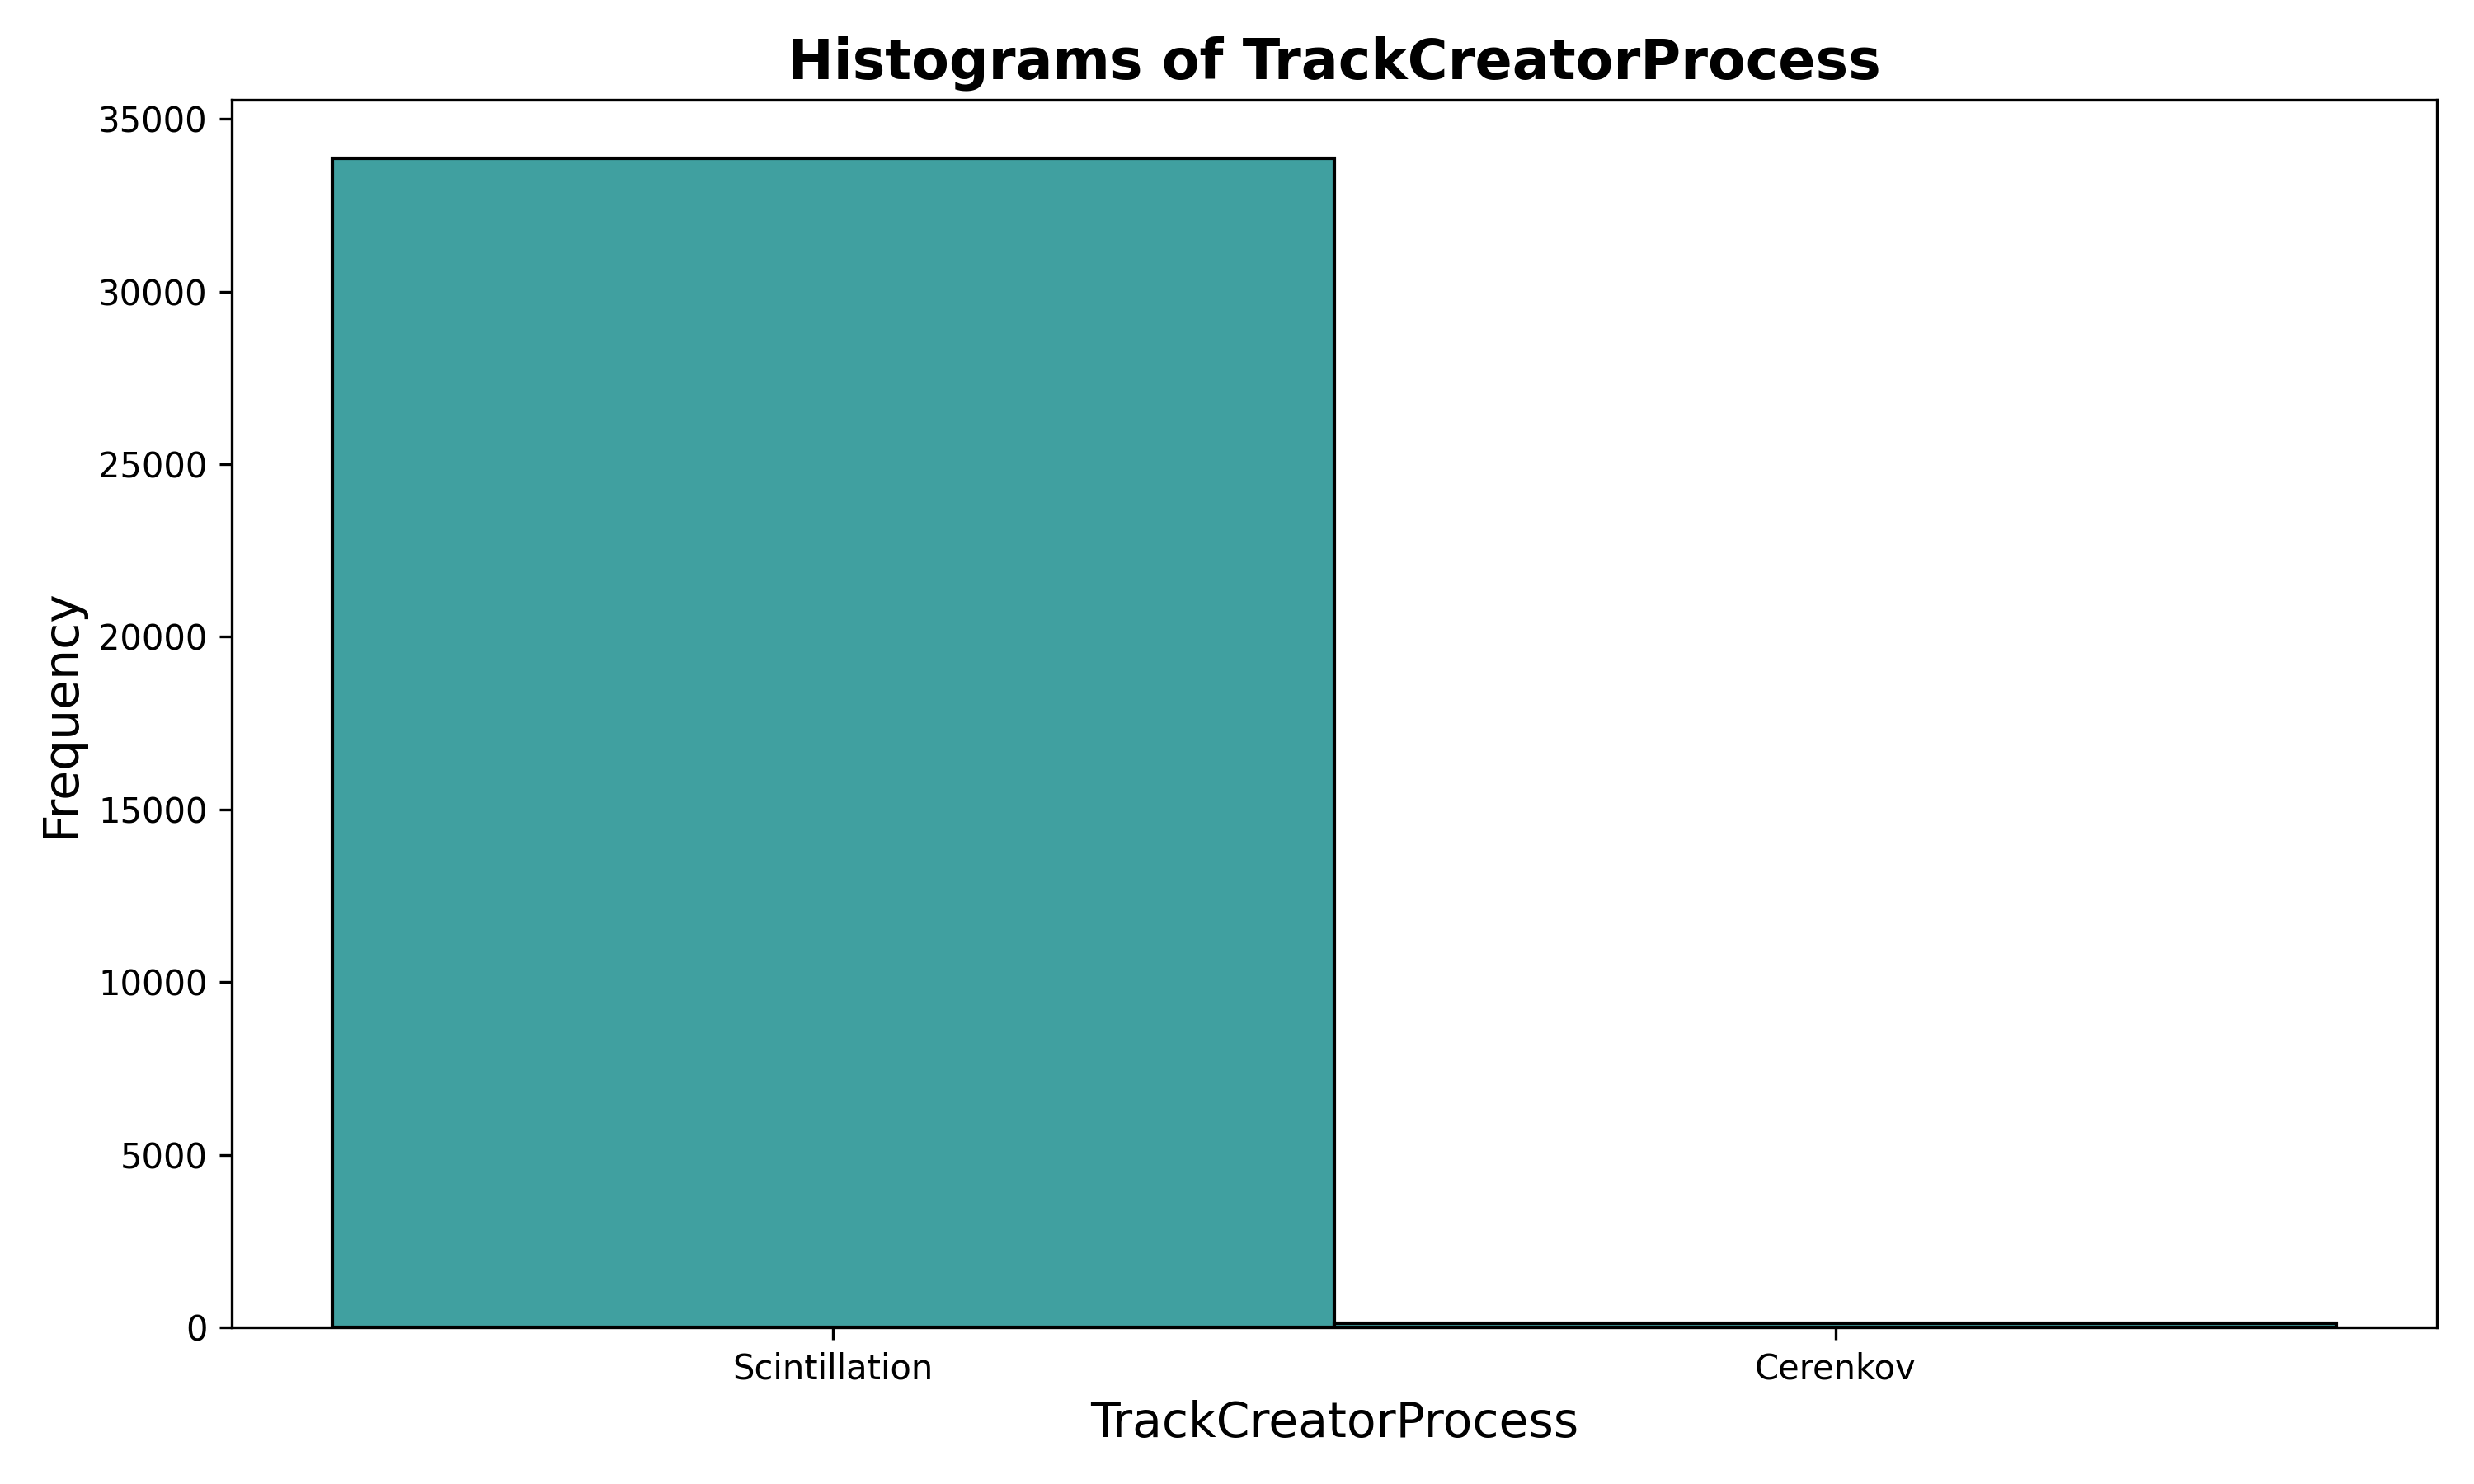 Histograms of TrackCreatorProcess
35000
30000
25000
20000
15000
10000
5000
0
Frequency
Scintillation
Cerenkov
TrackCreatorProcess